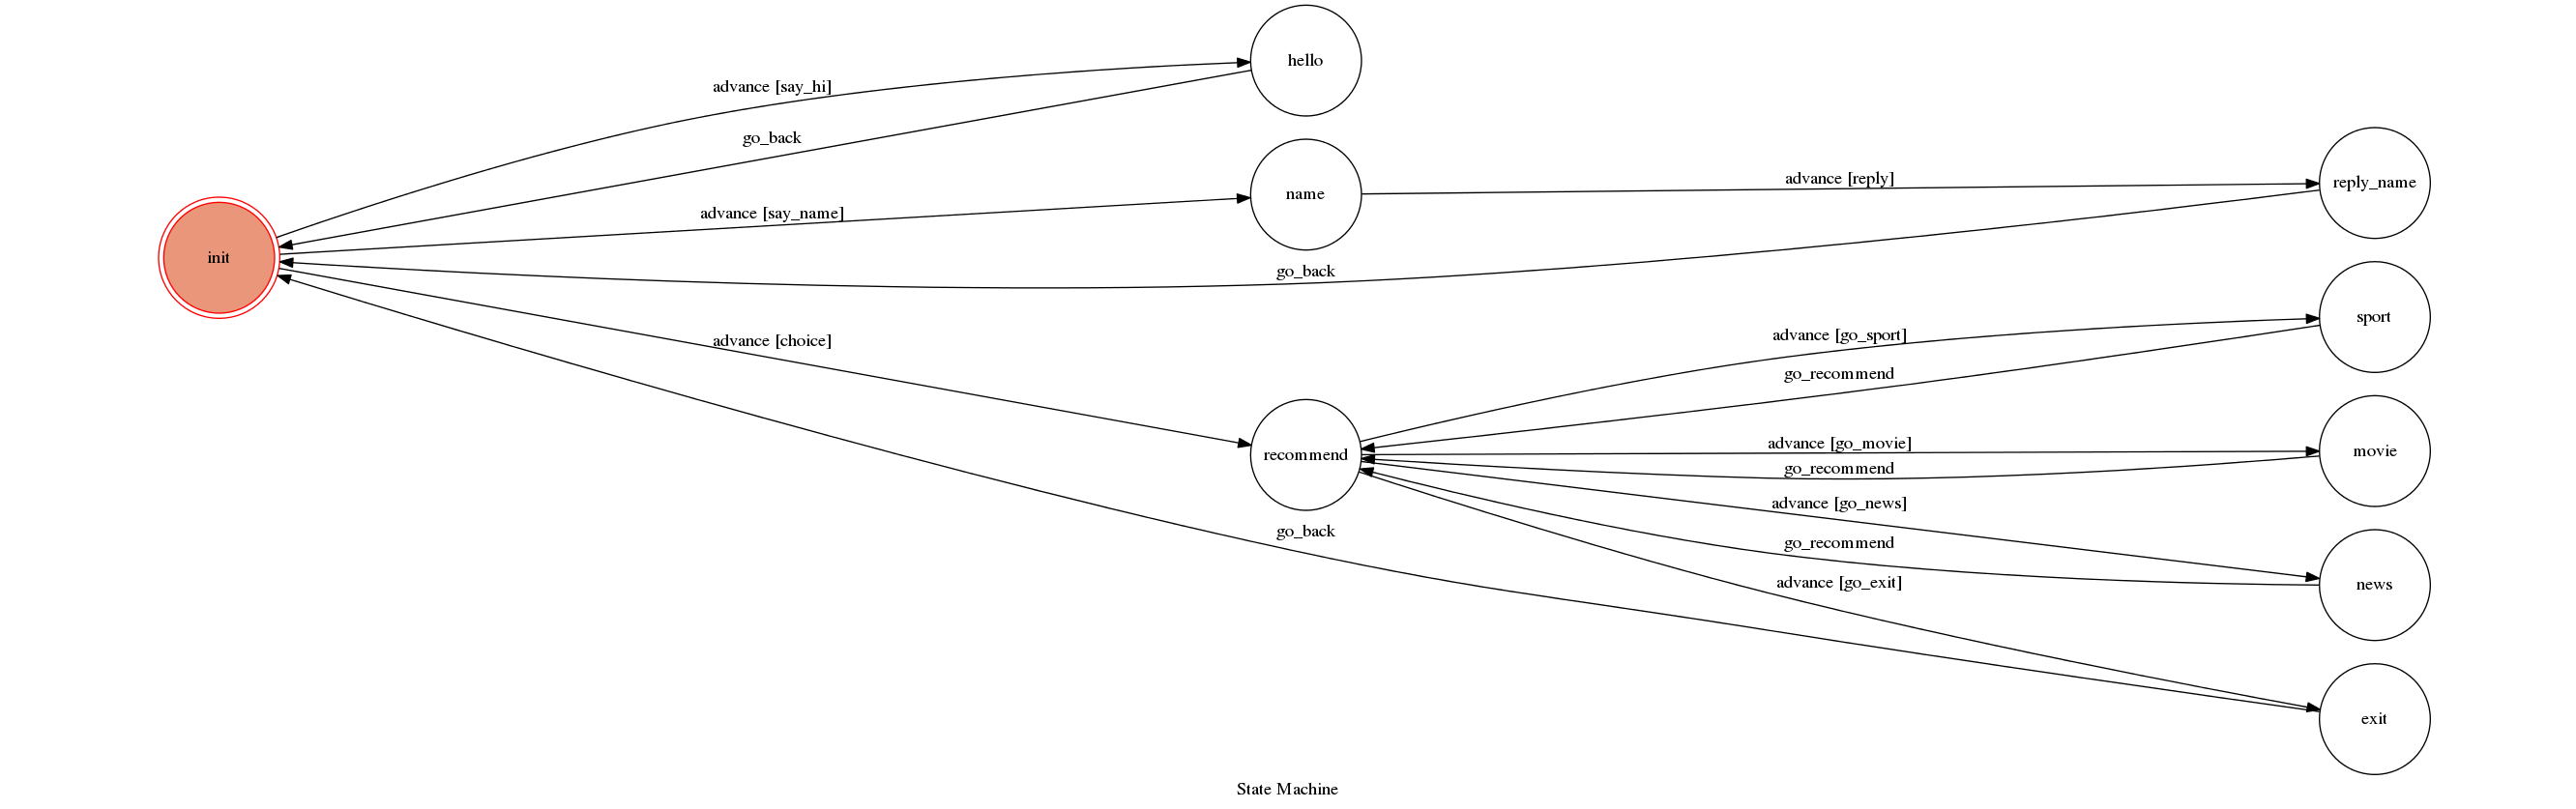 hello
advance [say_hi]
go_back
name
advance [reply]
reply_name
advance [say_name]
init
go_back
sport
advance [go_sport]
advance [choice]
go_recommend
advance [go_movie]
movie
recommend
go_recommend
advance [go_news]
go_back
go_recommend
advance [go_exit]
news
exit
State Machine